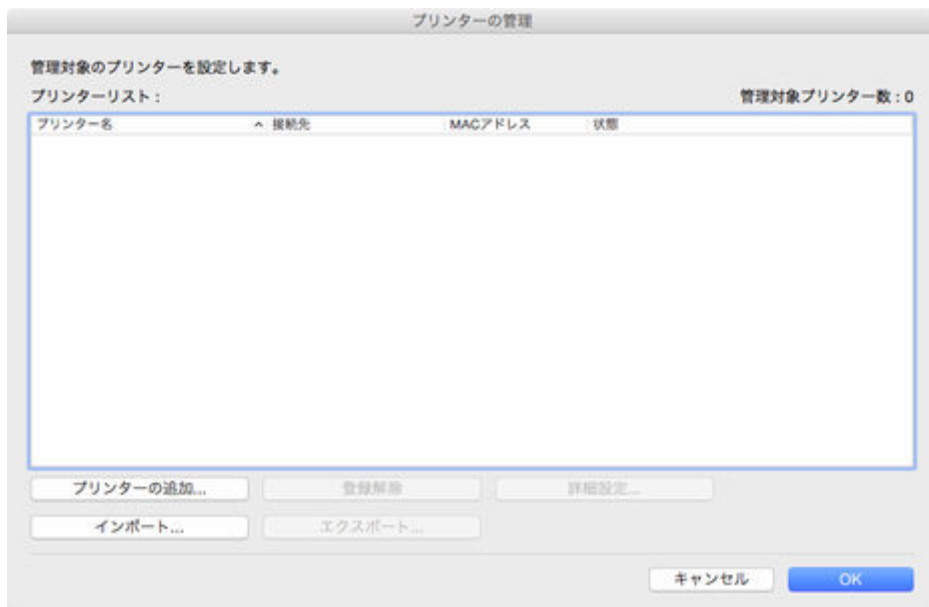 プリンターの管理
管理対象のプリンターを設定します。
プリンターリスト： 管理対象プリンター数：0
プリンター名 接続先 MACアドレス 状態
プリンターの追加... 登録解除 詳細設定...
インポート... エクスポート...
キャンセル OK